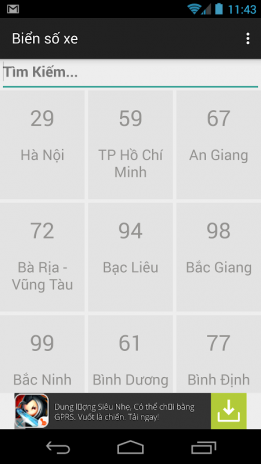 11:43
Biển số xe
Tìm Kiếm...
29
59
67
Hà Nội
TP Hồ Chí
Minh
An Giang
72
94
98
Bà Rịa -
Vũng Tàu
Bạc Liêu
Bắc Giang
99
61
77
Bắc Ninh
Bình Dương
Bình Định
Dung lượng Siêu Nhẹ, Có thể chơi bằng
GPRS. Vuốt là chiến. Tải ngay!